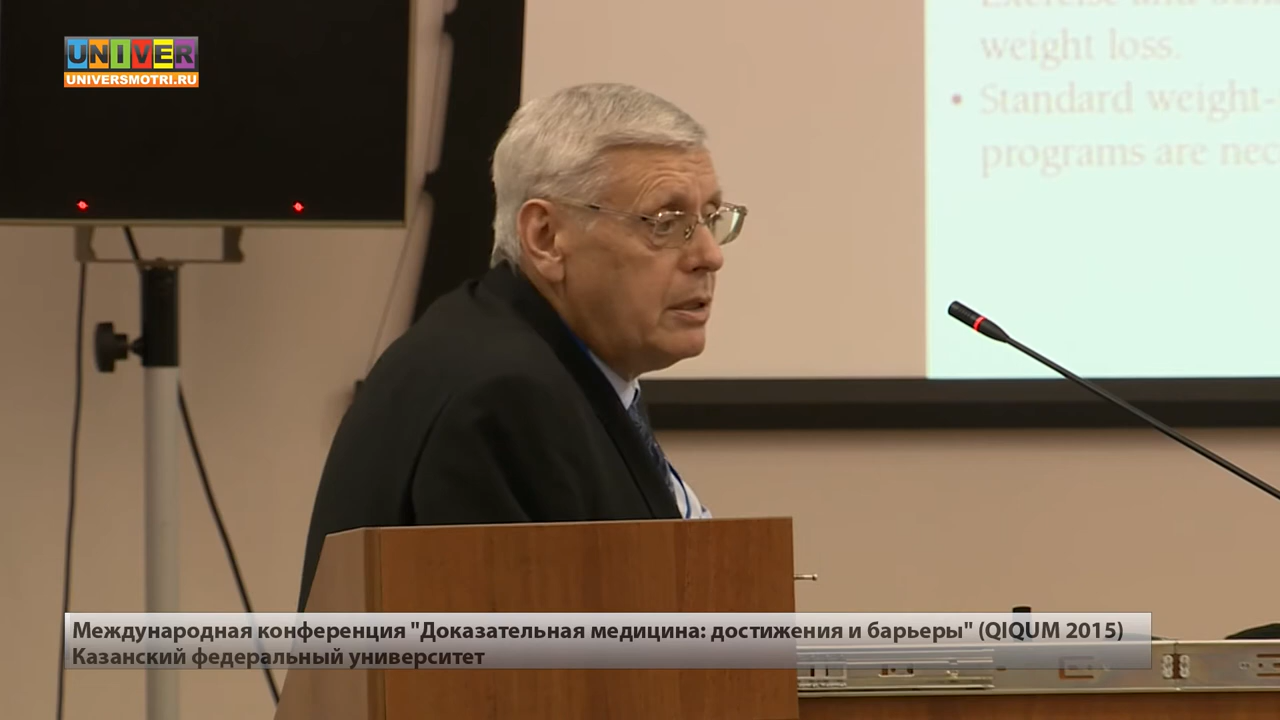 UNIVER
UNIVERSMOTRI.RU
weight loss.
• Standard weight-
programs are nec
Международная конференция "Доказательная медицина: достижения и барьеры" (QIQUM 2015)
Казанский федеральный университет